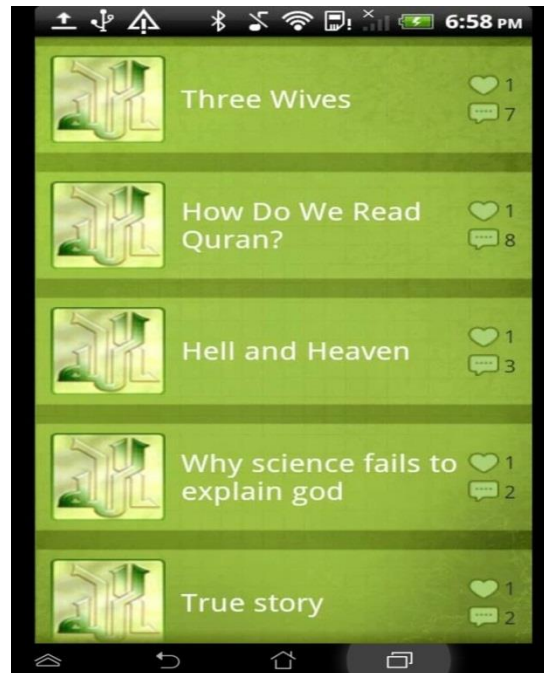 6:58 PM
Three Wives
1
7
How Do We Read
Quran?
1
8
Hell and Heaven
1
3
Why science fails to
explain god
1
2
True story
1
2